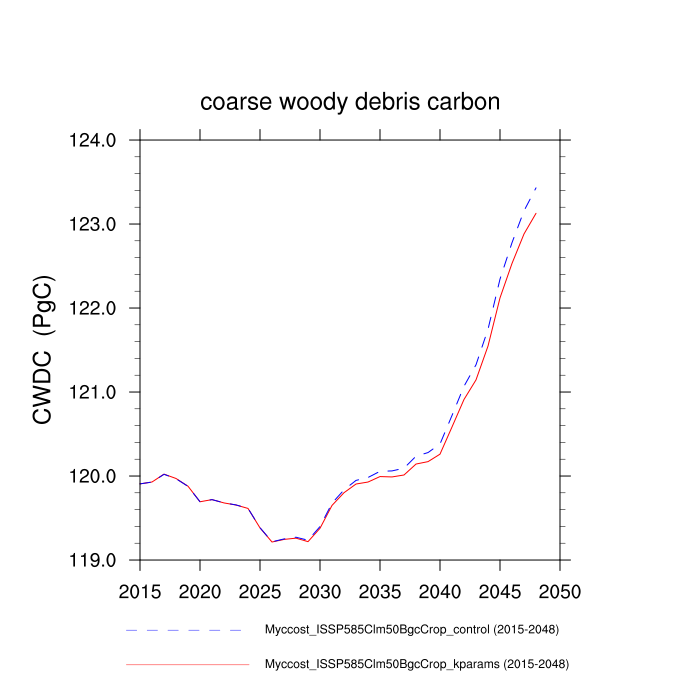 coarse woody debris carbon
124.0
123.0
122.0
121.0
120.0
119.0
CWDC (PgC)
2015 2020 2025 2030 2035 2040 2045 2050
Myccost_ISSP585Clm50BgcCrop_control (2015-2048)
Myccost_ISSP585Clm50BgcCrop_kparams (2015-2048)